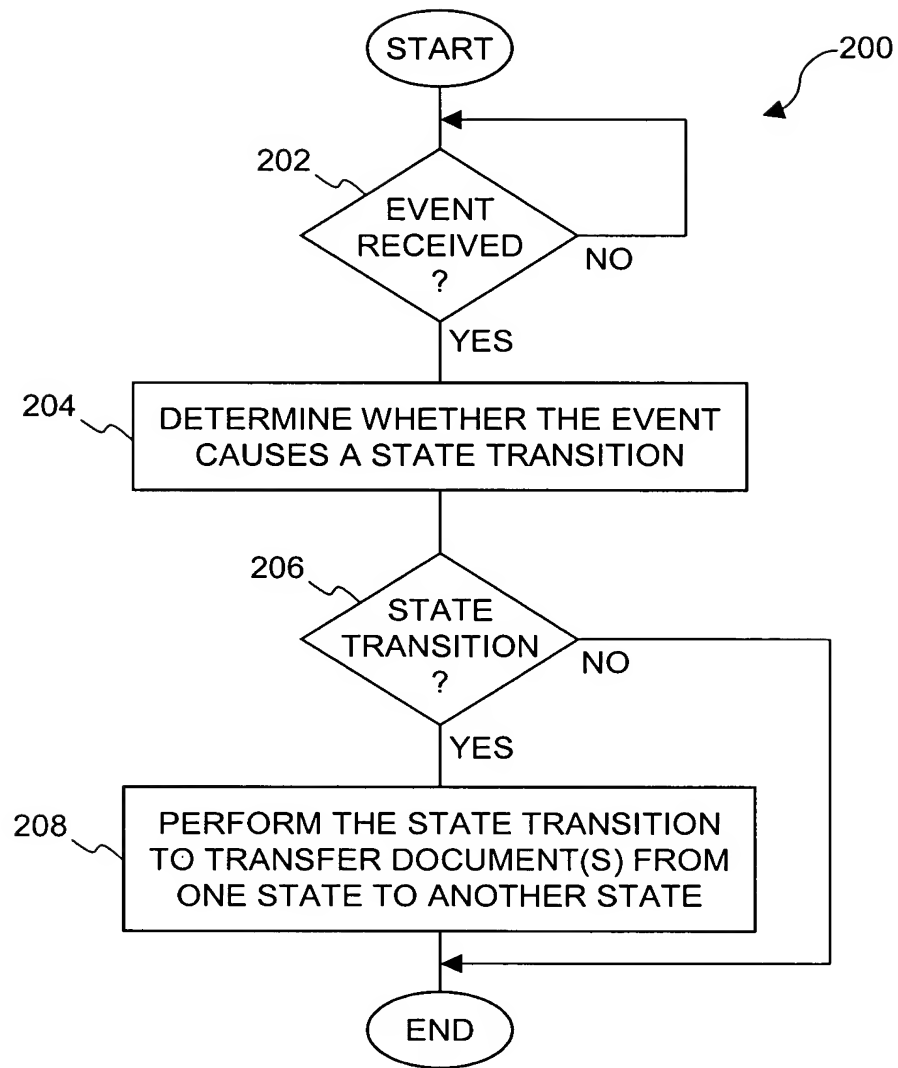 START
200
202
EVENT
RECEIVED
?
NO
YES
204
DETERMINE WHETHER THE EVENT
CAUSES A STATE TRANSITION
206
STATE
TRANSITION
?
NO
YES
208
PERFORM THE STATE TRANSITION
TO TRANSFER DOCUMENT(S) FROM
ONE STATE TO ANOTHER STATE
END